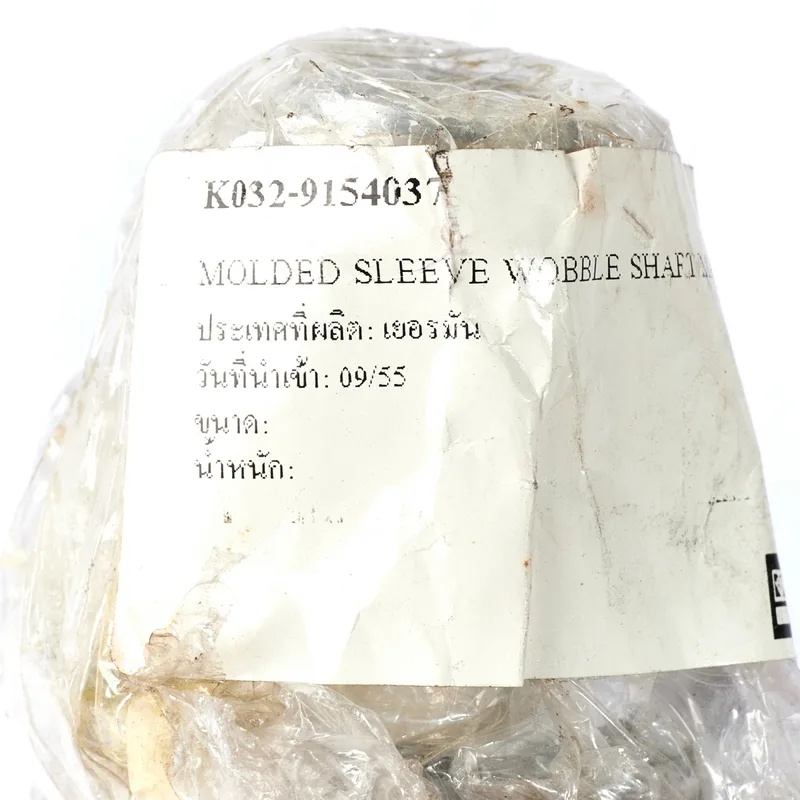 K032-9154037
MOLDED SLEEVE WOBBLE SHAFT
ประเทศที่ผลิต: เยอรมัน
วันที่นำเข้า: 09/55
ขนาด:
น้ำหนัก: